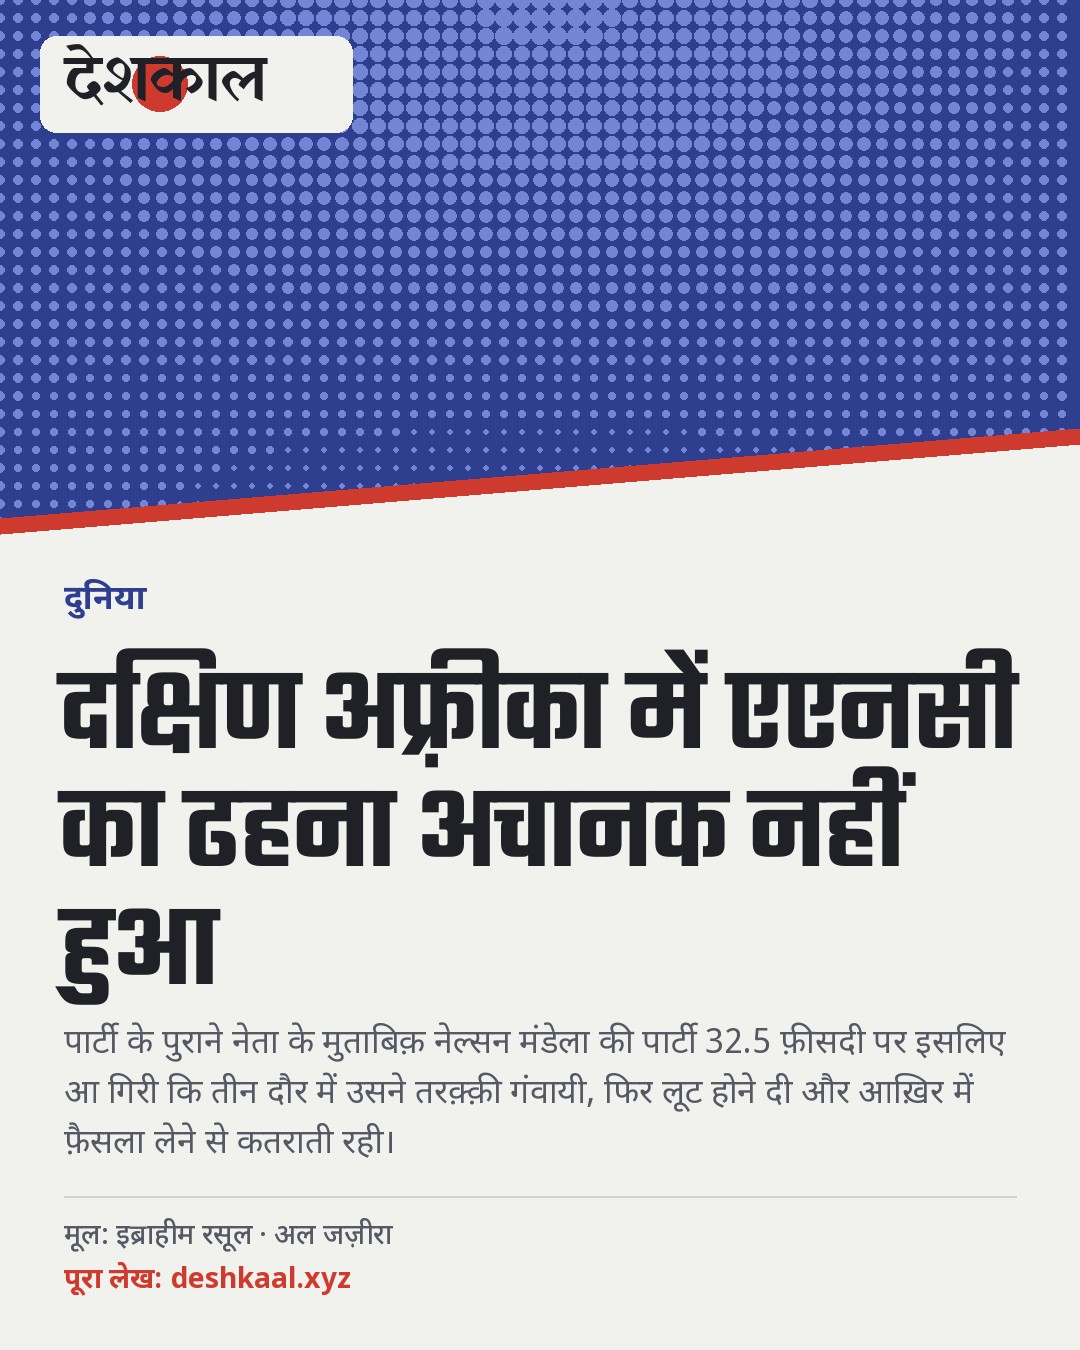 देशकाल
दुनिया
दक्षिण अफ़्रीका में एएनसी
का ढहना अचानक नहीं
हुआ
पार्टी के पुराने नेता के मुताबिक़ नेल्सन मंडेला की पार्टी 32.5 फ़ीसदी पर इसलिए
आ गिरी कि तीन दौर में उसने तरक़्क़ी गंवायी, फिर लूट होने दी और आख़िर में
फ़ैसला लेने से कतराती रही।
मूल: इब्राहीम रसूल · अल जज़ीरा
पूरा लेख: deshkaal.xyz